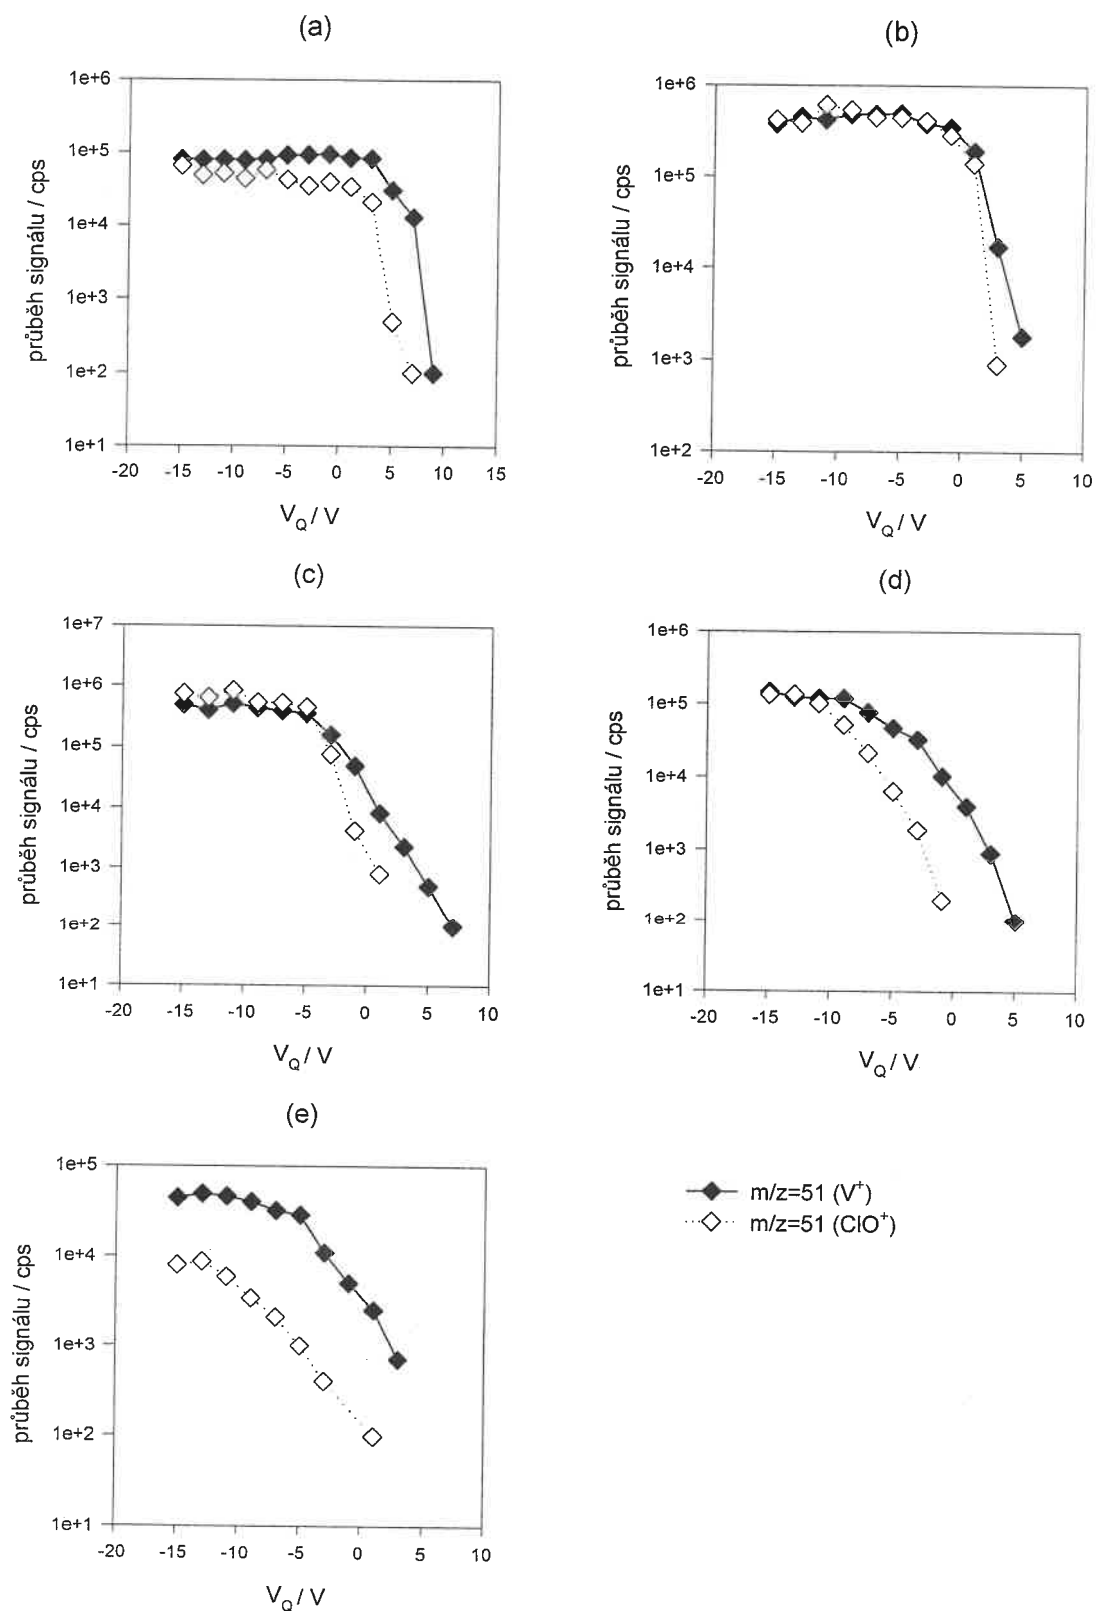 (a)
1e+6
1e+5
1e+4
1e+3
1e+2
1e+1
průběh signálu / cps
-20 -15 -10 -5 0 5 10 15
V_Q / V
(b)
1e+6
1e+5
1e+4
1e+3
1e+2
průběh signálu / cps
-20 -15 -10 -5 0 5 10
V_Q / V
(c)
1e+7
1e+6
1e+5
1e+4
1e+3
1e+2
1e+1
průběh signálu / cps
-20 -15 -10 -5 0 5 10
V_Q / V
(d)
1e+6
1e+5
1e+4
1e+3
1e+2
1e+1
průběh signálu / cps
-20 -15 -10 -5 0 5 10
V_Q / V
(e)
1e+5
1e+4
1e+3
1e+2
1e+1
průběh signálu / cps
-20 -15 -10 -5 0 5 10
V_Q / V
m/z=51 (V⁺)
m/z=51 (ClO⁺)